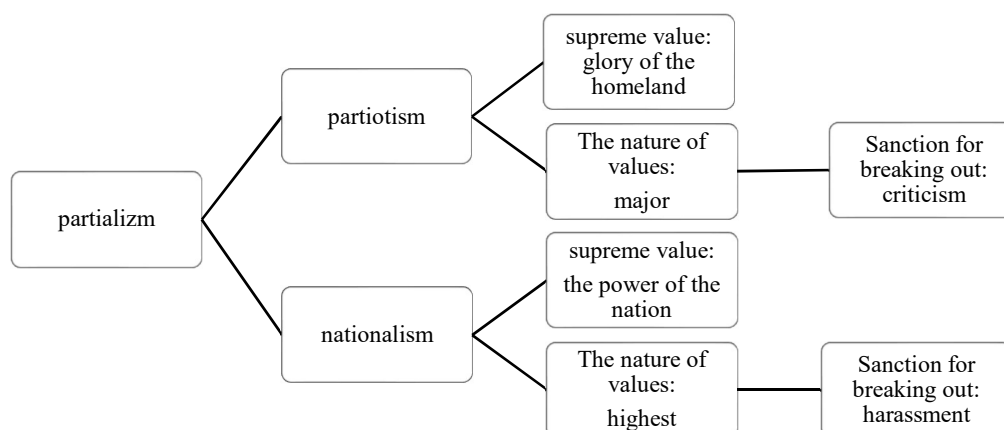 partializm
partiotism
supreme value:
glory of the
homeland
The nature of
values:
major
Sanction for
breaking out:
criticism
nationalism
supreme value:
the power of the
nation
The nature of
values:
highest
Sanction for
breaking out:
harassment